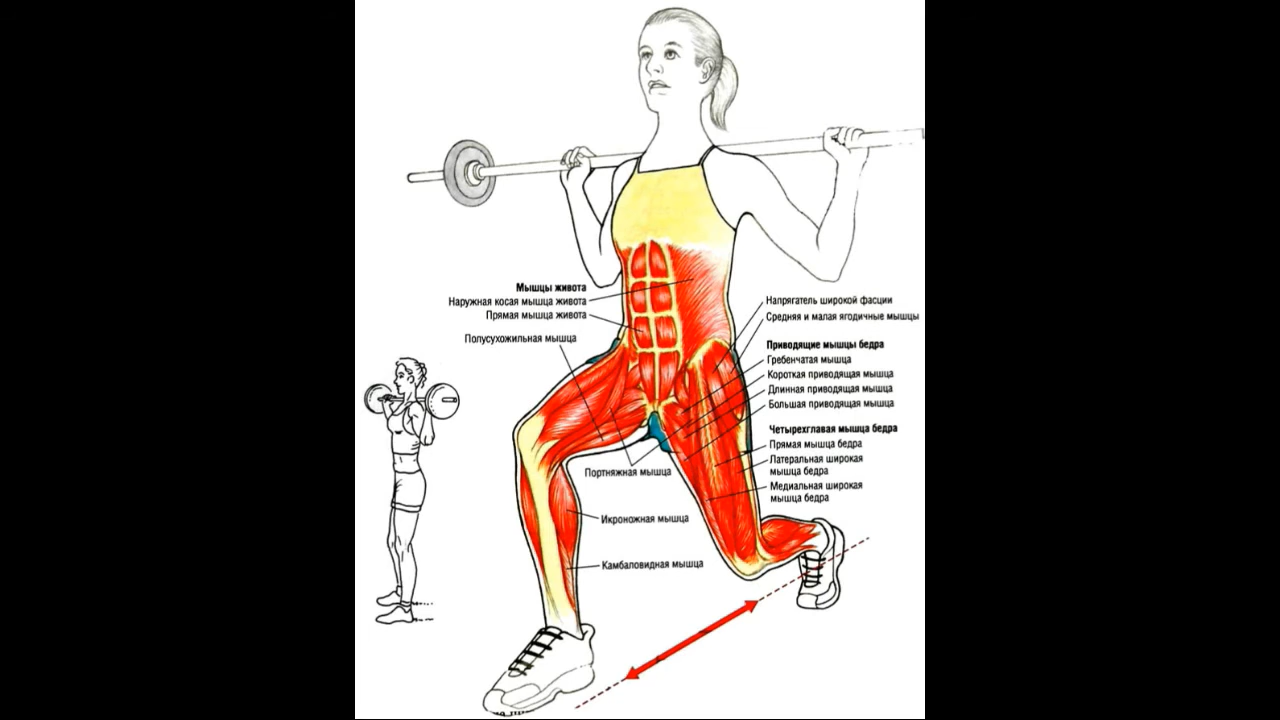 Мышцы живота
Наружная косая мышца живота
Прямая мышца живота
Полусухожильная мышца
Портняжная мышца
Икроножная мышца
Камбаловидная мышца
Напрягатель широкой фасции
Средняя и малая ягодичные мышцы
Приводящие мышцы бедра
Гребенчатая мышца
Короткая приводящая мышца
Длинная приводящая мышца
Большая приводящая мышца
Четырехглавая мышца бедра
Прямая мышца бедра
Латеральная широкая
мышца бедра
Медиальная широкая
мышца бедра